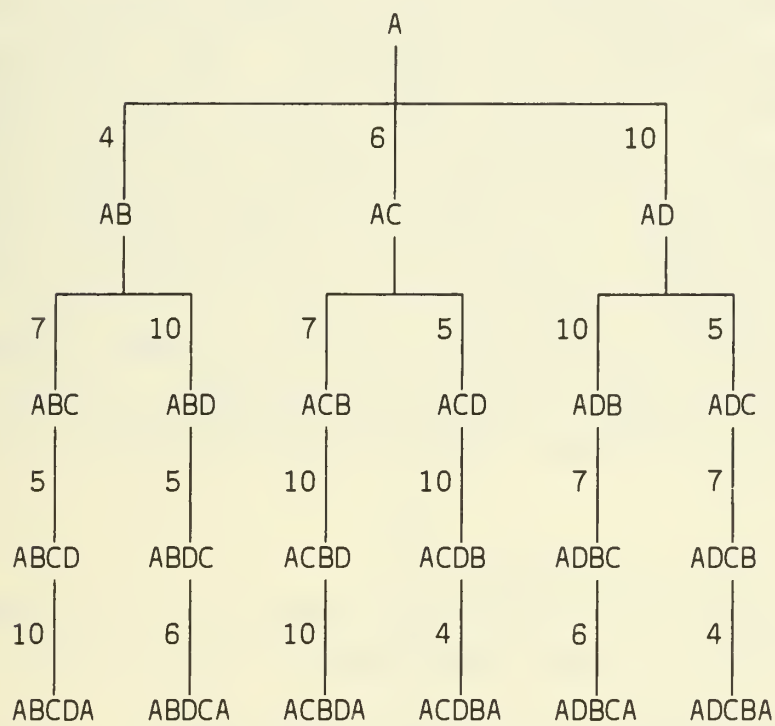 A
4 6 10
AB AC AD
7 10 7 5 10 5
ABC ABD ACB ACD ADB ADC
5 5 10 10 7 7
ABCD ABDC ACBD ACDB ADBC ADCB
10 6 10 4 6 4
ABCDA ABDCA ACBDA ACDBA ADBCA ADCBA